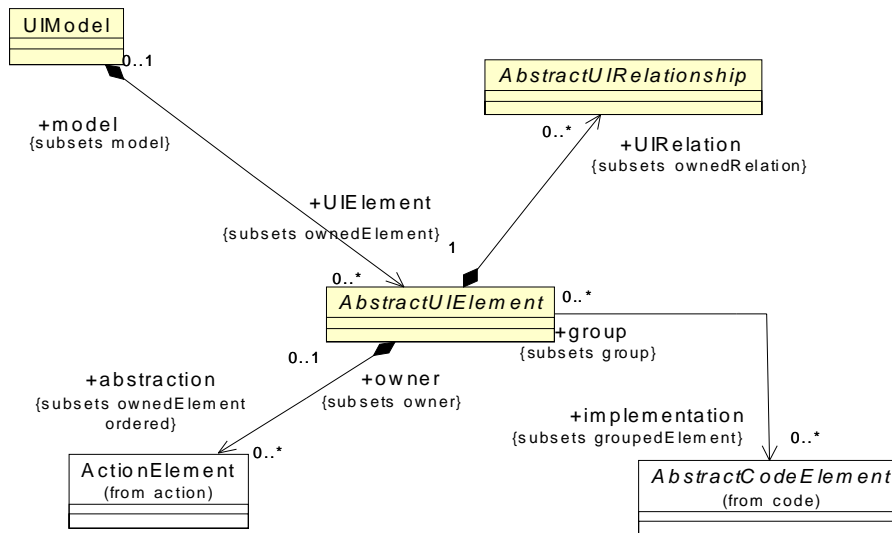 UIModel
0..1
+model
{subsets model}
AbstractUIRelationship
0..*
+UIRelation
{subsets ownedRelation}
+UIElement
{subsets ownedElement}
1
0..*
AbstractUIElement
0..*
+group
{subsets group}
0..1
+owner
{subsets owner}
+abstraction
{subsets ownedElement
ordered}
0..*
+implementation
{subsets groupedElement}
0..*
ActionElement
(from action)
AbstractCodeElement
(from code)